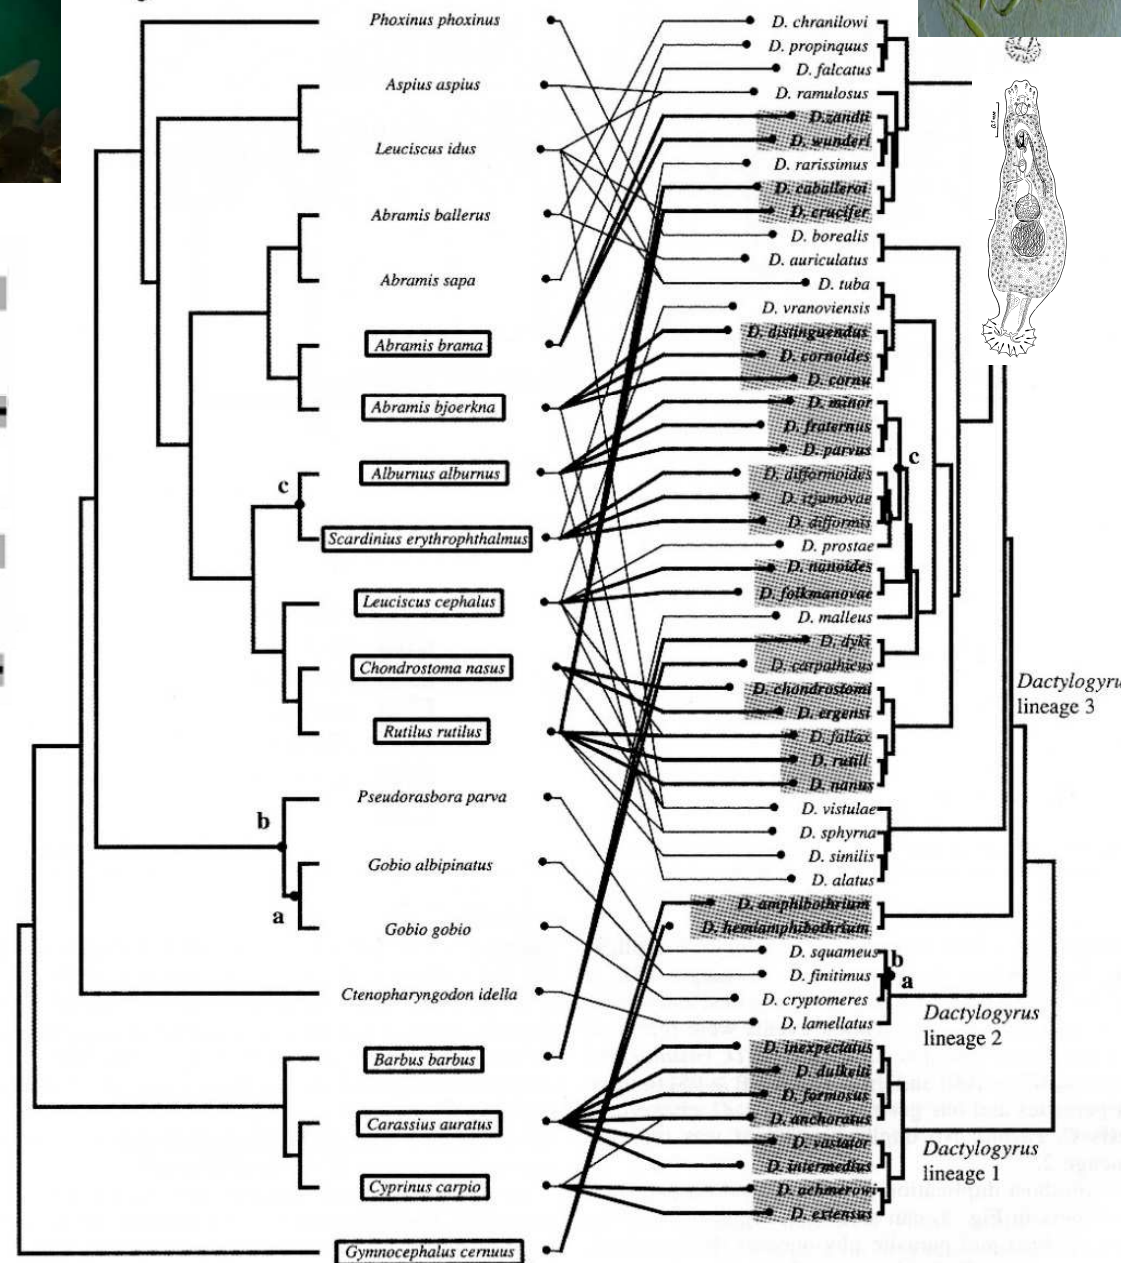 Phoxinus phoxinus
Aspius aspius
Leuciscus idus
Abramis ballerus
Abramis sapa
Abramis brama
Abramis bjoerkna
c
Alburnus alburnus
Scardinius erythrophthalmus
Leuciscus cephalus
Chondrostoma nasus
Rutilus rutilus
b
Pseudorasbora parva
Gobio albipinatus
a
Gobio gobio
Ctenopharyngodon idella
Barbus barbus
Carassius auratus
Cyprinus carpio
Gymnocephalus cernuus
D. chranilowi
D. propinquus
D. falcatus
D. ramulosus
D.zandti
D. wunderi
D. rarissimus
D. caballeroi
D. crucifer
D. borealis
D. auriculatus
D. tuba
D. vranoviensis
D. distinguendus
D. cornoides
D. cornu
D. minor
D. fraternus
D. parvus
c
D. difformoides
D. izjumovae
D. difformis
D. prostae
D. nanoides
D. folkmanovae
D. malleus
D. dyki
D. carpathicus
D. chondrostomi
D. ergensi
D. fallax
D. rutili
D. nanus
D. vistulae
D. sphyrna
D. similis
D. alatus
D. amphibothrium
D. hemiamphibothrium
D. squameus
b
D. finitimus
a
D. cryptomeres
D. lamellatus
D. inexpectatus
D. dulkeiti
D. formosus
D. anchoratus
D. vastator
D. intermedius
D. achmerowi
D. extensus
Dactylogyru
lineage 3
Dactylogyrus
lineage 2
Dactylogyrus
lineage 1